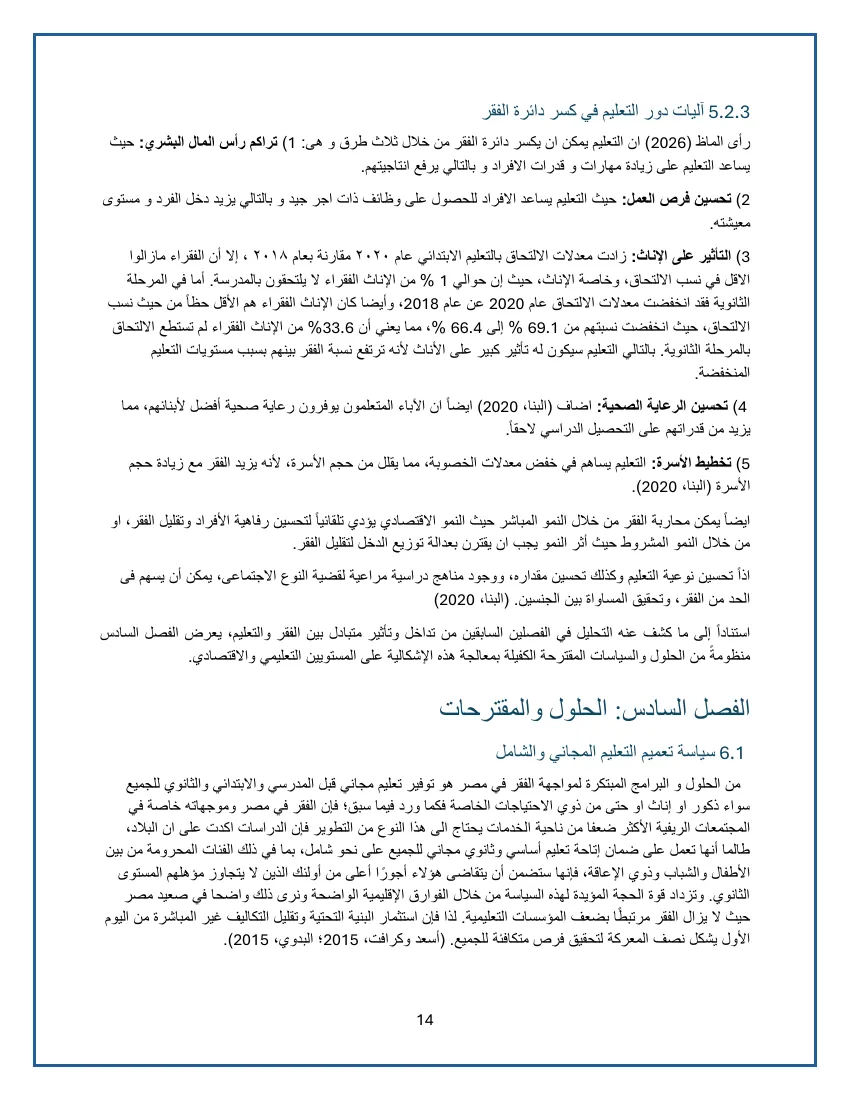 5.2.3 آليات دور التعليم في كسر دائرة الفقر
رأى الماظ (2026) ان التعليم يمكن ان يكسر دائرة الفقر من خلال ثلاث طرق و هى: 1) تراكم رأس المال البشري: حيث
يساعد التعليم على زيادة مهارات و قدرات الافراد و بالتالي يرفع انتاجيتهم.
2) تحسين فرص العمل: حيث التعليم يساعد الافراد للحصول على وظائف ذات اجر جيد و بالتالي يزيد دخل الفرد و مستوى
معيشته.
3) التأثير على الإناث: زادت معدلات الالتحاق بالتعليم الابتدائي عام ٢٠٢٠ مقارنة بعام ٢٠١٨ ، إلا أن الفقراء مازالوا
الاقل في نسب الالتحاق، وخاصة الإناث، حيث إن حوالي 1 % من الإناث الفقراء لا يلتحقون بالمدرسة. أما في المرحلة
الثانوية فقد انخفضت معدلات الالتحاق عام 2020 عن عام 2018، وأيضا كان الإناث الفقراء هم الأقل حظاً من حيث نسب
الالتحاق، حيث انخفضت نسبتهم من 69.1 % إلى 66.4 %، مما يعني أن 33.6% من الإناث الفقراء لم تستطع الالتحاق
بالمرحلة الثانوية. بالتالي التعليم سيكون له تأثير كبير على الأناث لأنه ترتفع نسبة الفقر بينهم بسبب مستويات التعليم
المنخفضة.
4) تحسين الرعاية الصحية: اضاف (البنا، 2020) ايضاً ان الآباء المتعلمون يوفرون رعاية صحية أفضل لأبنائهم، مما
يزيد من قدراتهم على التحصيل الدراسي لاحقاً.
5) تخطيط الأسرة: التعليم يساهم في خفض معدلات الخصوبة، مما يقلل من حجم الأسرة، لأنه يزيد الفقر مع زيادة حجم
الأسرة (البنا، 2020).
ايضاً يمكن محاربة الفقر من خلال النمو المباشر حيث النمو الاقتصادي يؤدي تلقائياً لتحسين رفاهية الأفراد وتقليل الفقر، او
من خلال النمو المشروط حيث أثر النمو يجب ان يقترن بعدالة توزيع الدخل لتقليل الفقر.
اذاً تحسين نوعية التعليم وكذلك تحسين مقداره، ووجود مناهج دراسية مراعية لقضية النوع الاجتماعى، يمكن أن يسهم فى
الحد من الفقر، وتحقيق المساواة بين الجنسين. (البنا، 2020)
استناداً إلى ما كشف عنه التحليل في الفصلين السابقين من تداخل وتأثير متبادل بين الفقر والتعليم، يعرض الفصل السادس
منظومةً من الحلول والسياسات المقترحة الكفيلة بمعالجة هذه الإشكالية على المستويين التعليمي والاقتصادي.
الفصل السادس: الحلول والمقترحات
6.1 سياسة تعميم التعليم المجاني والشامل
من الحلول و البرامج المبتكرة لمواجهة الفقر في مصر هو توفير تعليم مجاني قبل المدرسي والابتدائي والثانوي للجميع
سواء ذكور او إناث او حتى من ذوي الاحتياجات الخاصة فكما ورد فيما سبق؛ فإن الفقر في مصر وموجهاته خاصة في
المجتمعات الريفية الأكثر ضعفا من ناحية الخدمات يحتاج الى هذا النوع من التطوير فإن الدراسات اكدت على ان البلاد،
طالما أنها تعمل على ضمان إتاحة تعليم أساسي وثانوي مجاني للجميع على نحو شامل، بما في ذلك الفئات المحرومة من بين
الأطفال والشباب وذوي الإعاقة، فإنها ستضمن أن يتقاضى هؤلاء أجورًا أعلى من أولئك الذين لا يتجاوز مؤهلهم المستوى
الثانوي. وتزداد قوة الحجة المؤيدة لهذه السياسة من خلال الفوارق الإقليمية الواضحة ونرى ذلك واضحا في صعيد مصر
حيث لا يزال الفقر مرتبطًا بضعف المؤسسات التعليمية. لذا فإن استثمار البنية التحتية وتقليل التكاليف غير المباشرة من اليوم
الأول يشكل نصف المعركة لتحقيق فرص متكافئة للجميع. (أسعد وكرافت، 2015؛ البدوي، 2015).
14